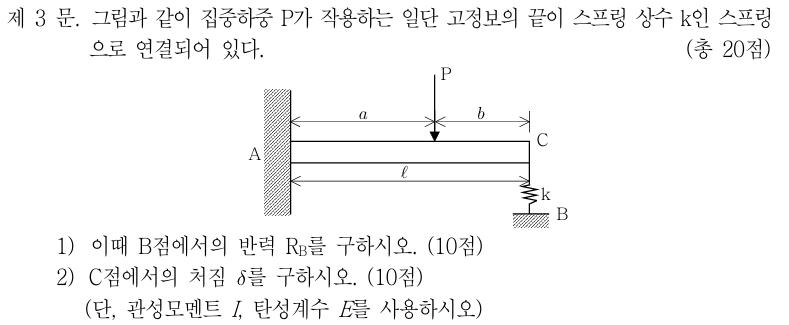 제 3 문. 그림과 같이 집중하중 P가 작용하는 일단 고정보의 끝이 스프링 상수 k인 스프링
으로 연결되어 있다. (총 20점)
P
a b
A C
ℓ
k
B
1) 이때 B점에서의 반력 R_B를 구하시오. (10점)
2) C점에서의 처짐 δ를 구하시오. (10점)
(단, 관성모멘트 I, 탄성계수 E를 사용하시오)